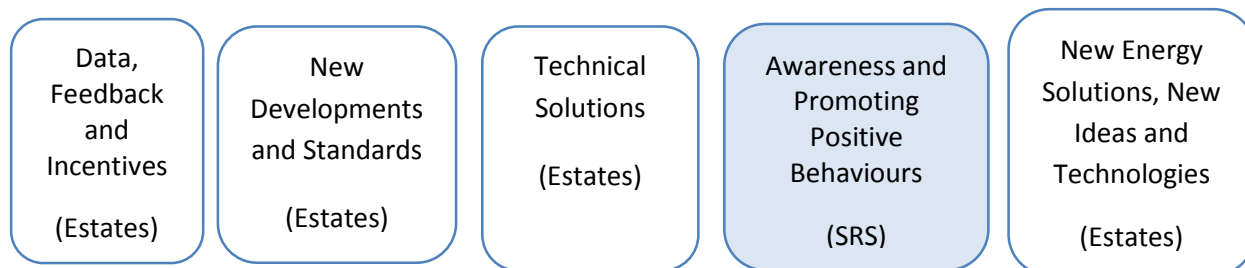 Data,
Feedback
and
Incentives
(Estates)
New
Developments
and Standards
(Estates)
Technical
Solutions
(Estates)
Awareness and
Promoting
Positive
Behaviours
(SRS)
New Energy
Solutions, New
Ideas and
Technologies
(Estates)